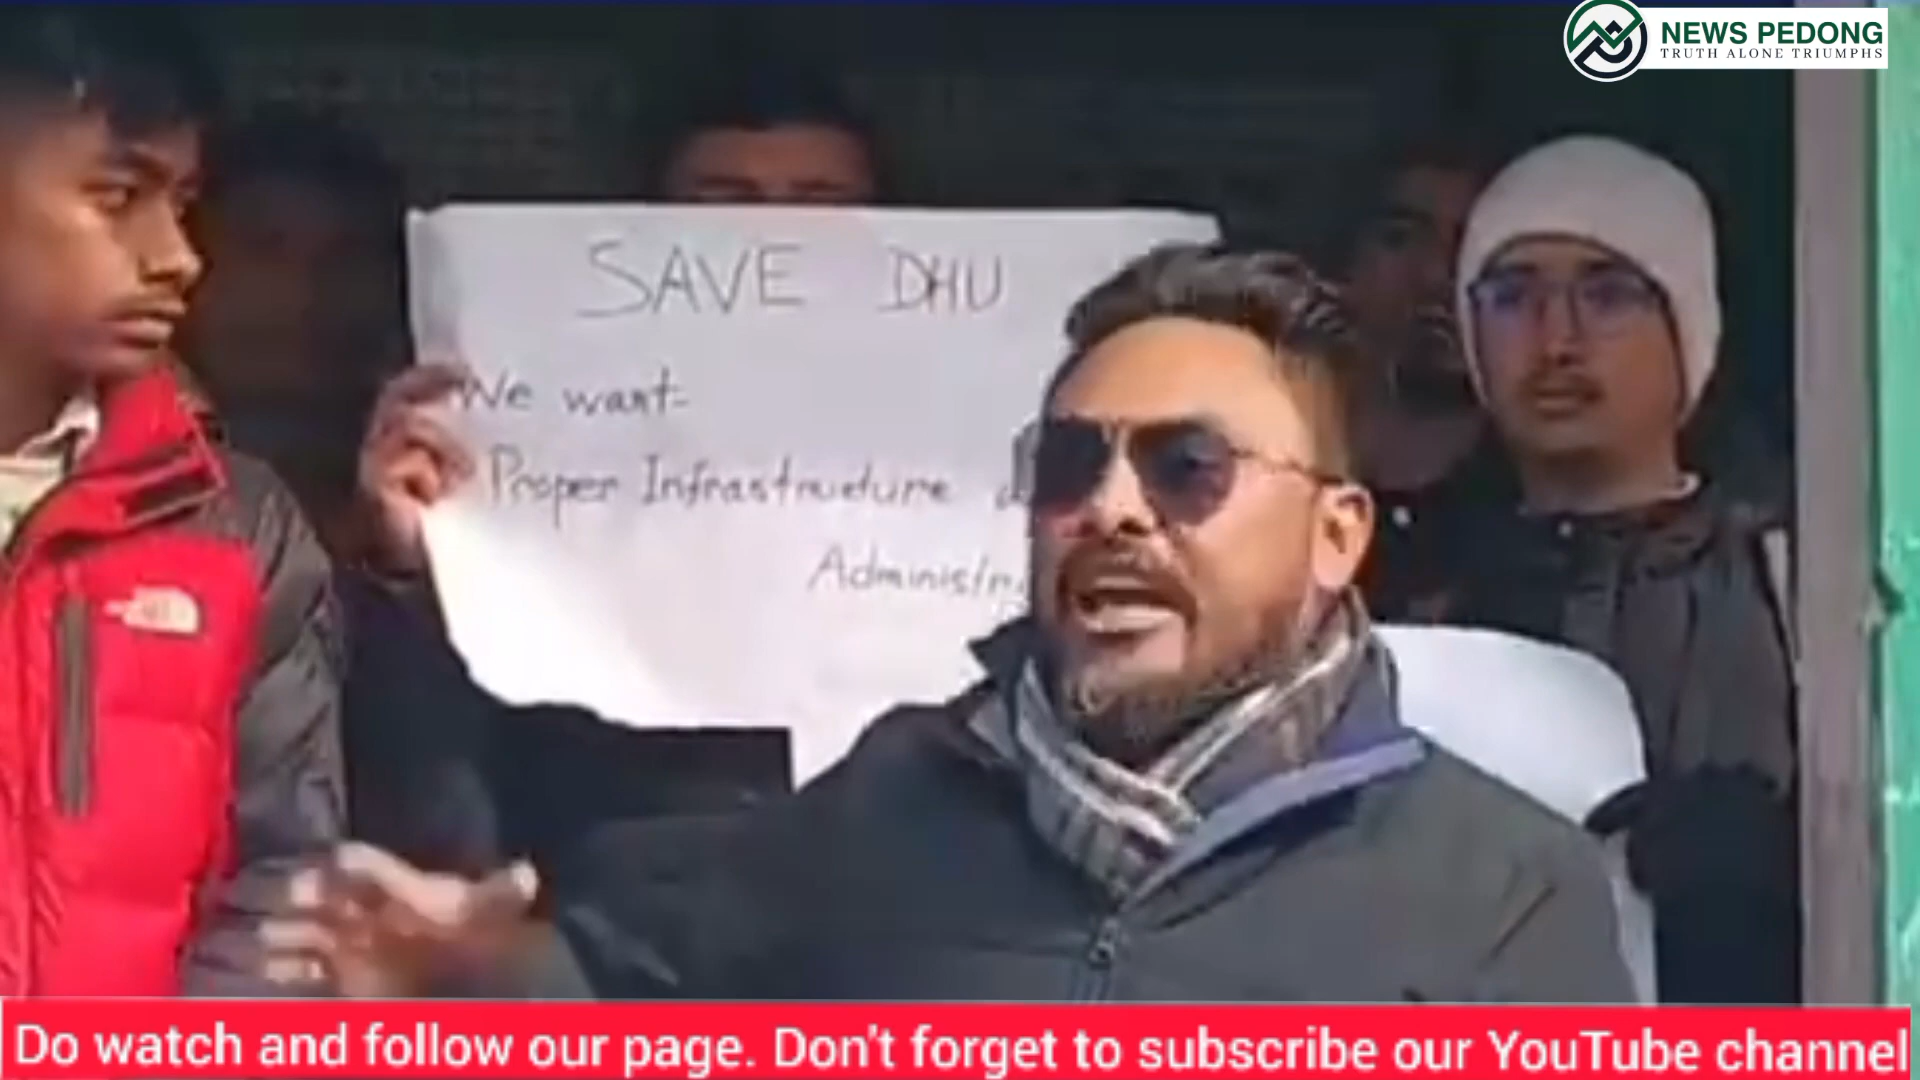 NEWS PEDONG
TRUTH ALONE TRIUMPHS
SAVE DHU
We want-
Proper Infrastructure
Do watch and follow our page. Don't forget to subscribe our YouTube channel